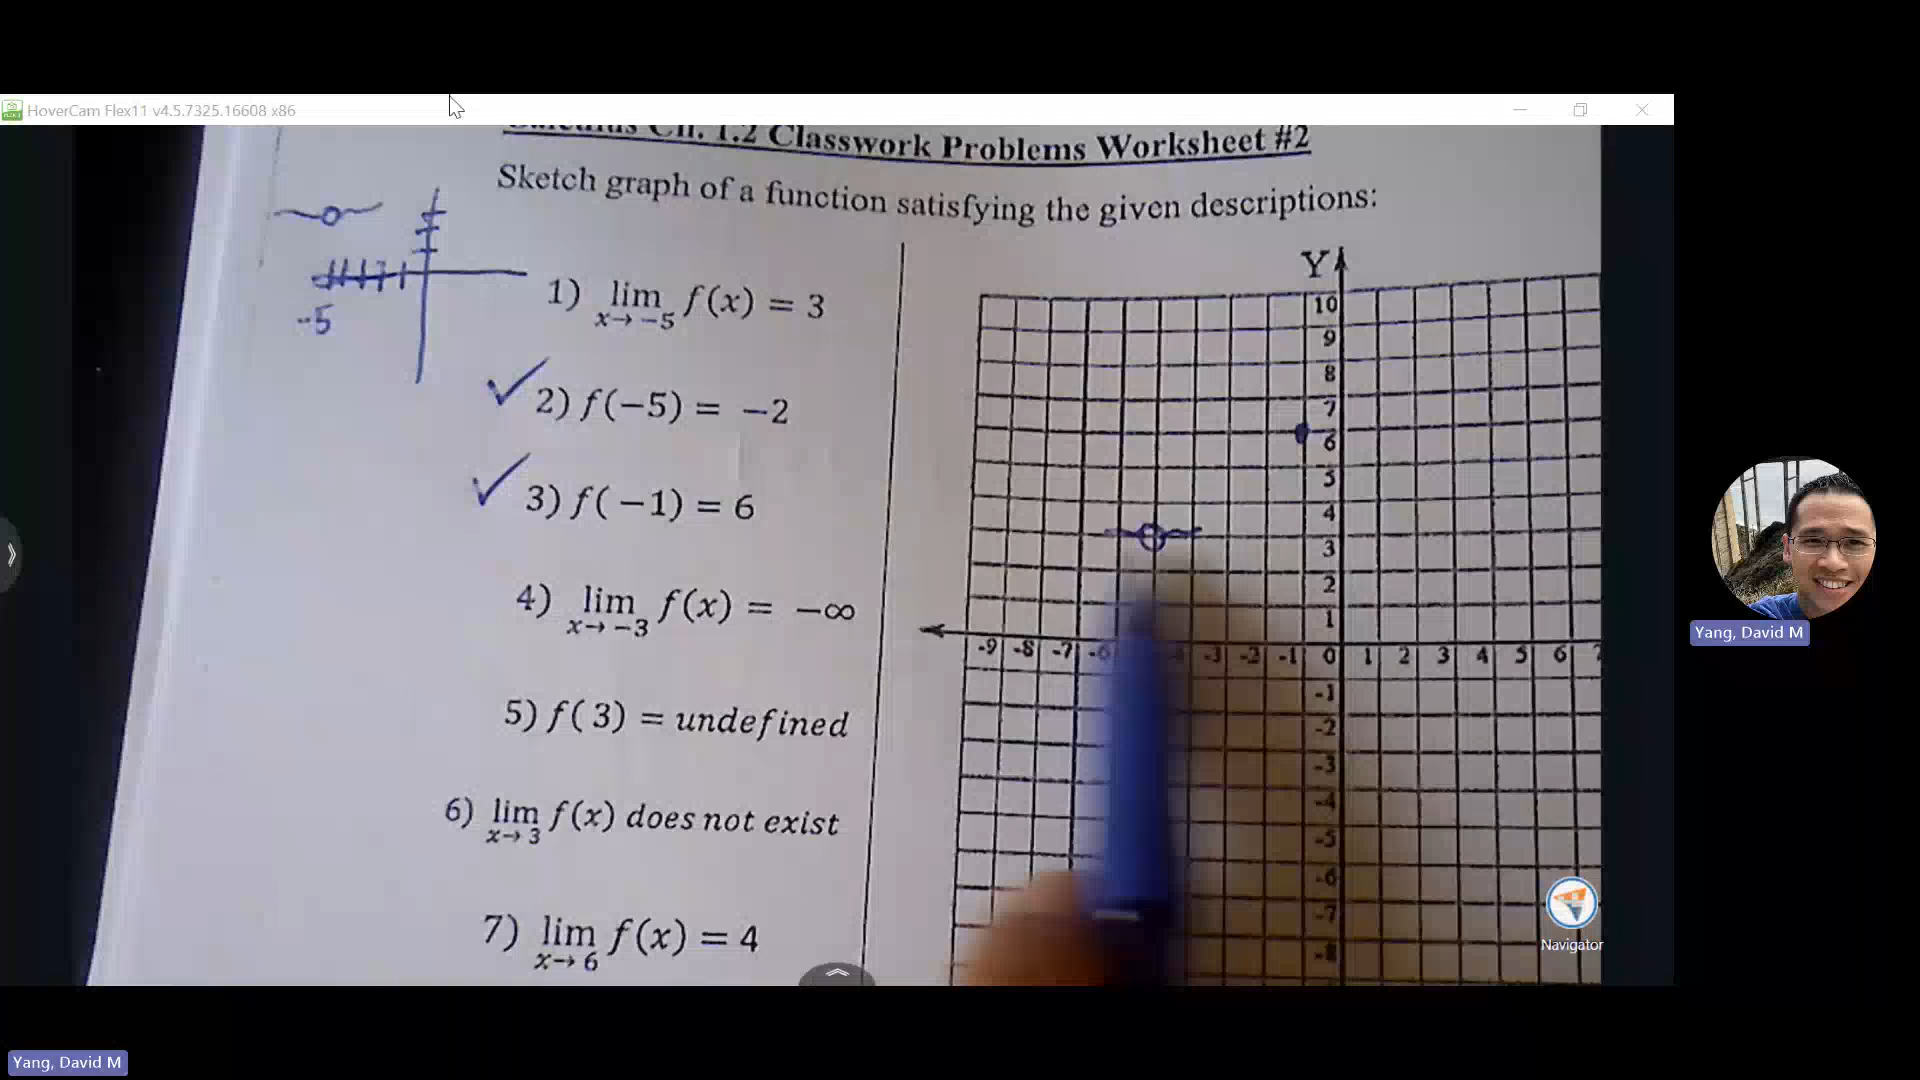 HoverCam Flex11 v4.5.7325.16608 x86
Calculus Ch. 1.2 Classwork Problems Worksheet #2
Sketch graph of a function satisfying the given descriptions:
-5
1) lim f(x) = 3
x→ −5
✓ 2) f(−5) = −2
✓ 3) f(−1) = 6
4) lim f(x) = −∞
x→ −3
5) f(3) = undefined
6) lim f(x) does not exist
x→ 3
7) lim f(x) = 4
x→ 6
Y
10
9
8
7
6
5
4
3
2
1
-9 -8 -7 -6 -3 -2 -1 0 1 2 3 4 5 6
-1
-2
-3
-4
-5
-6
-7
-8
Navigator
Yang, David M
Yang, David M